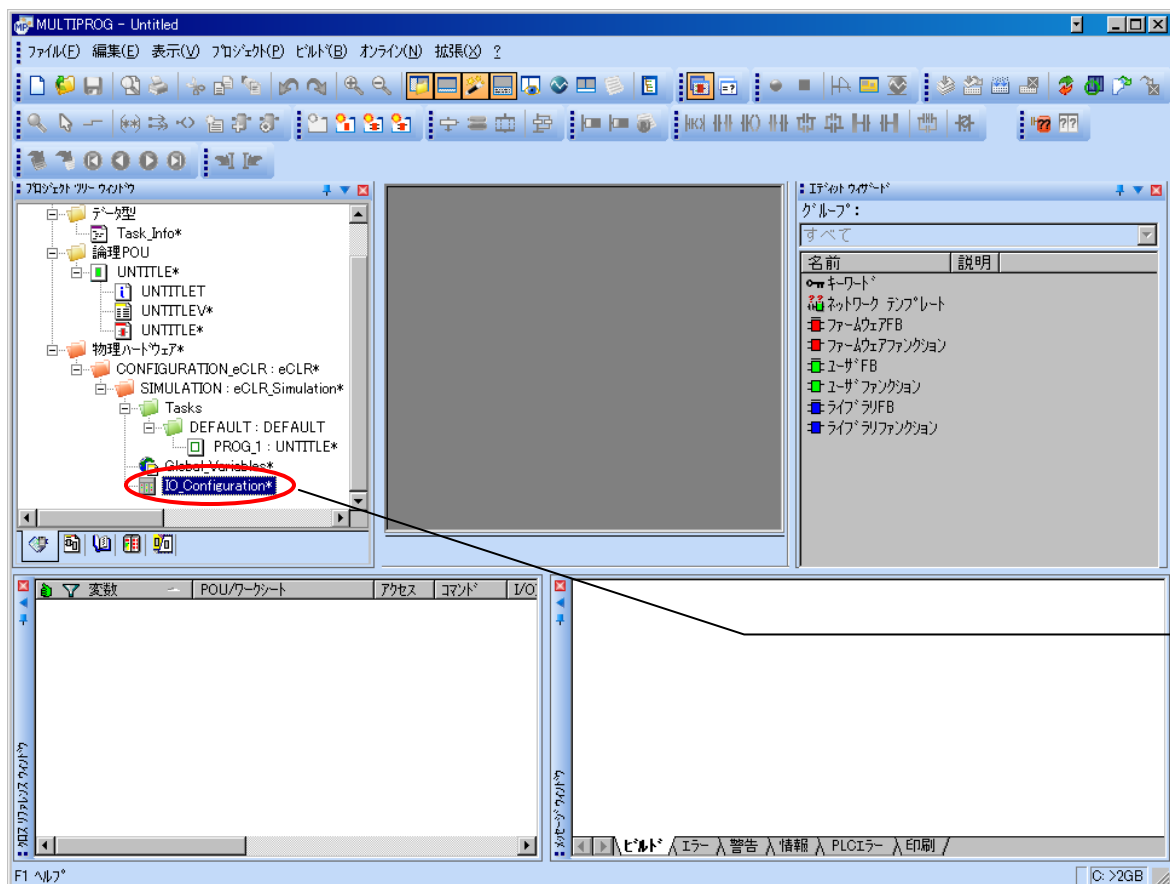 MULTIPROG - Untitled
ファイル(F) 編集(E) 表示(V) プロジェクト(P) ビルド(B) オンライン(N) 拡張(X) ?
プロジェクト ツリー ウィンドウ
データ型
Task_Info*
論理POU
UNTITLE*
UNTITLET
UNTITLEV*
UNTITLE*
物理ハードウェア*
CONFIGURATION_eCLR : eCLR*
SIMULATION : eCLR_Simulation*
Tasks
DEFAULT : DEFAULT
PROG_1 : UNTITLE*
Global_Variables*
IO_Configuration*
エディット ウィザード
グループ:
すべて
名前 説明
キーワード
ネットワーク テンプレート
ファームウェアFB
ファームウェアファンクション
ユーザFB
ユーザファンクション
ライブラリFB
ライブラリファンクション
変数 POU/ワークシート アクセス コマンド I/O
クロス リファレンス ウィンドウ
メッセージ ウィンドウ
ビルド エラー 警告 情報 PLCエラー 印刷
F1 ヘルプ
C: >2GB